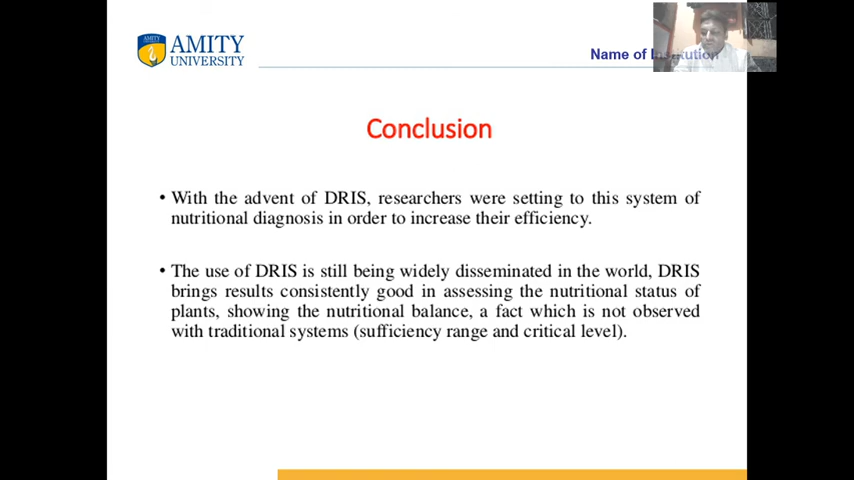 AMITY
AMITY
UNIVERSITY
Name of Institution
Conclusion
• With the advent of DRIS, researchers were setting to this system of
nutritional diagnosis in order to increase their efficiency.
• The use of DRIS is still being widely disseminated in the world, DRIS
brings results consistently good in assessing the nutritional status of
plants, showing the nutritional balance, a fact which is not observed
with traditional systems (sufficiency range and critical level).